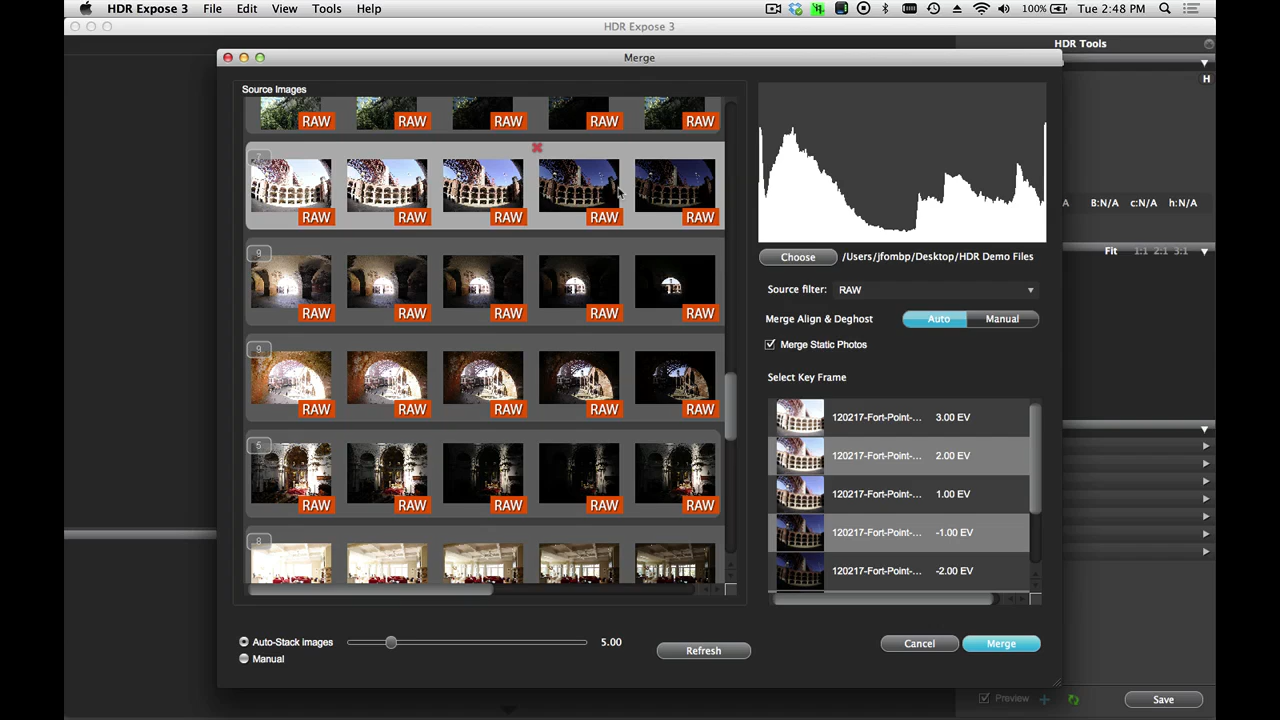 HDR Expose 3 File Edit View Tools Help 100% Tue 2:48 PM
HDR Expose 3
HDR Tools
Merge
H
A B:N/A c:N/A h:N/A
Fit 1:1 2:1 3:1
Source Images
RAW RAW RAW RAW RAW
7
RAW RAW RAW RAW RAW
9
RAW RAW RAW RAW RAW
9
RAW RAW RAW RAW RAW
5
RAW RAW RAW RAW RAW
8
Choose /Users/jfombp/Desktop/HDR Demo Files
Source filter: RAW
Merge Align & Deghost Auto Manual
Merge Static Photos
Select Key Frame
120217-Fort-Point-... 3.00 EV
120217-Fort-Point-... 2.00 EV
120217-Fort-Point-... 1.00 EV
120217-Fort-Point-... -1.00 EV
120217-Fort-Point-... -2.00 EV
Auto-Stack images 5.00
Manual
Refresh
Cancel Merge
Preview Save